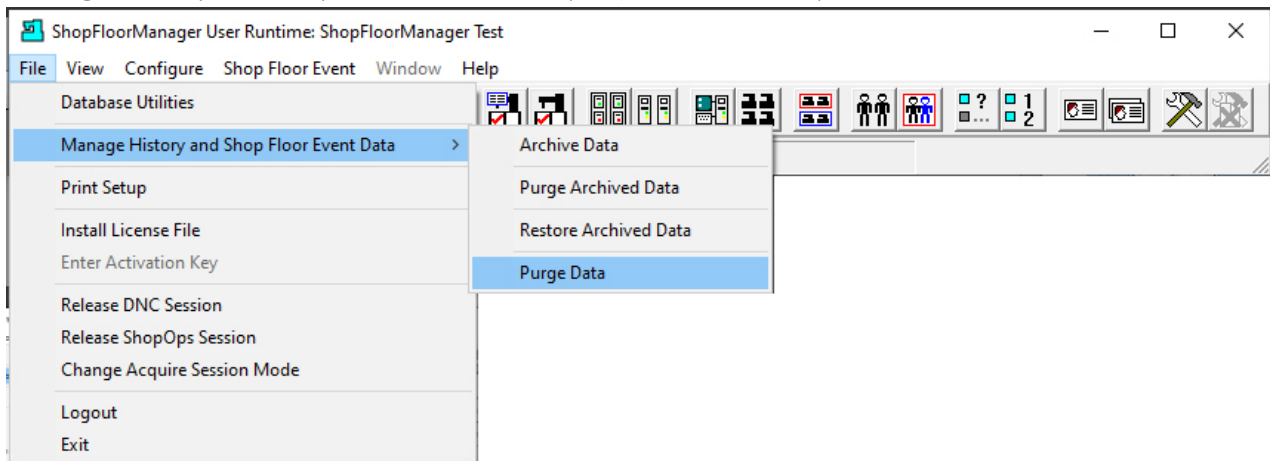 ShopFloorManager User Runtime: ShopFloorManager Test
File View Configure Shop Floor Event Window Help
Database Utilities
Manage History and Shop Floor Event Data >
Archive Data
Purge Archived Data
Restore Archived Data
Purge Data
Print Setup
Install License File
Enter Activation Key
Release DNC Session
Release ShopOps Session
Change Acquire Session Mode
Logout
Exit